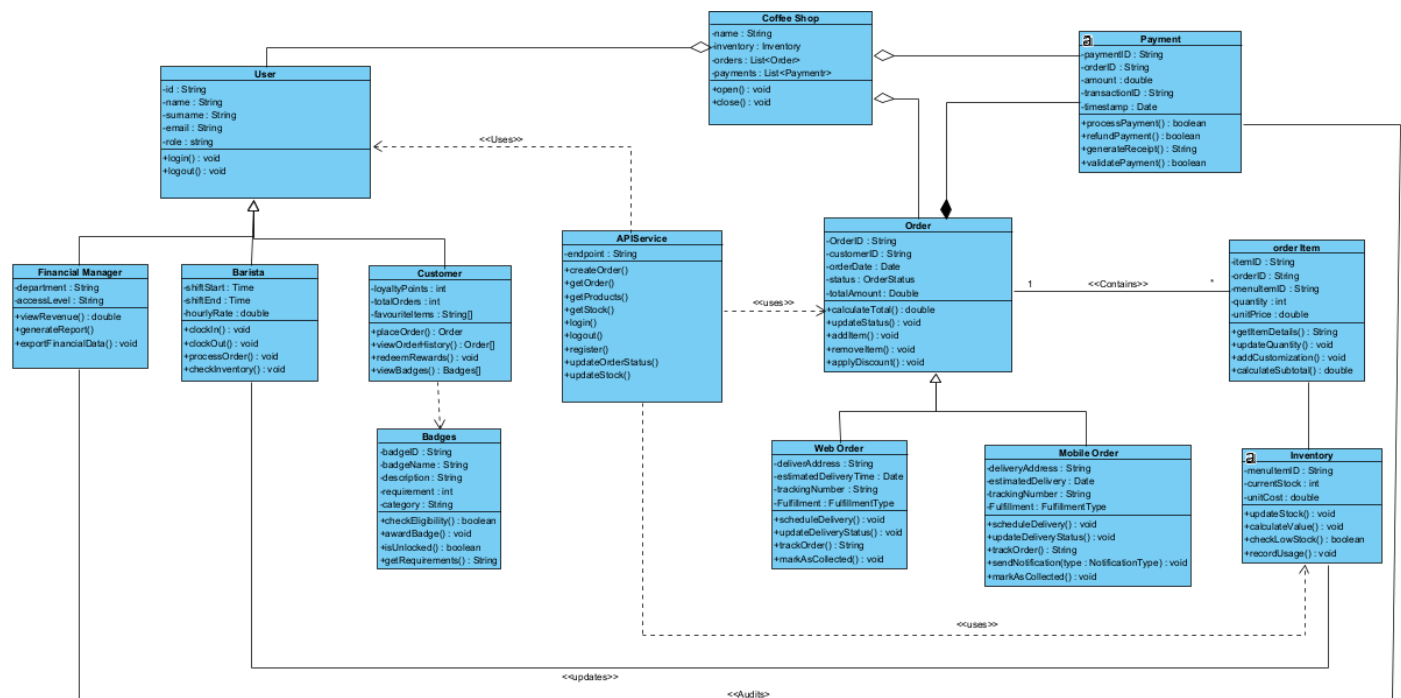 Coffee Shop
-name : String
-inventory : Inventory
-orders : List<Order>
-payments : List<Paymentr>
+open() : void
+close() : void
a
Payment
-paymentID : String
-orderID : String
-amount : double
-transactionID : String
-timestamp : Date
+processPayment() : boolean
+refundPayment() : boolean
+generateReceipt() : String
+validatePayment() : boolean
User
-id : String
-name : String
-surname : String
-email : String
-role : string
+login() : void
+logout() : void
<<Uses>>
APIService
-endpoint : String
+createOrder()
+getOrder()
+getProducts()
+getStock()
+login()
+logout()
+register()
+updateOrderStatus()
+updateStock()
<<uses>>
Order
-OrderID : String
-customerID : String
-orderDate : Date
-status : OrderStatus
-totalAmount : Double
+calculateTotal() : double
+updateStatus() : void
+addItem() : void
+removeItem() : void
+applyDiscount() : void
1
<<Contains>>
*
order Item
-itemID : String
-orderID : String
-menuItemID : String
-quantity : int
-unitPrice : double
+getItemDetails() : String
+updateQuantity() : void
+addCustomization() : void
+calculateSubtotal() : double
Financial Manager
-department : String
-accessLevel : String
+viewRevenue() : double
+generateReport()
+exportFinancialData() : void
Barista
-shiftStart : Time
-shiftEnd : Time
-hourlyRate : double
+clockIn() : void
+clockOut() : void
+processOrder() : void
+checkInventory() : void
Customer
-loyaltyPoints : int
-totalOrders : int
-favouriteItems : String[]
+placeOrder() : Order
+viewOrderHistory() : Order[]
+redeemRewards() : void
+viewBadges() : Badges[]
Badges
-badgeID : String
-badgeName : String
-description : String
-requirement : int
-category : String
+checkEligibility() : boolean
+awardBadge() : void
+isUnlocked() : boolean
+getRequirements() : String
Web Order
-deliverAddress : String
-estimatedDeliveryTime : Date
-trackingNumber : String
-Fulfillment : FulfillmentType
+scheduleDelivery() : void
+updateDeliveryStatus() : void
+trackOrder() : String
+markAsCollected() : void
Mobile Order
-deliveryAddress : String
-estimatedDelivery : Date
-trackingNumber : String
-Fulfillment : FulfillmentType
+scheduleDelivery() : void
+updateDeliveryStatus() : void
+trackOrder() : String
+sendNotification(type : NotificationType) : void
+markAsCollected() : void
a
Inventory
-menuItemID : String
-currentStock : int
-unitCost : double
+updateStock() : void
+calculateValue() : void
+checkLowStock() : boolean
+recordUsage() : void
<<uses>>
<<updates>>
<<Audits>